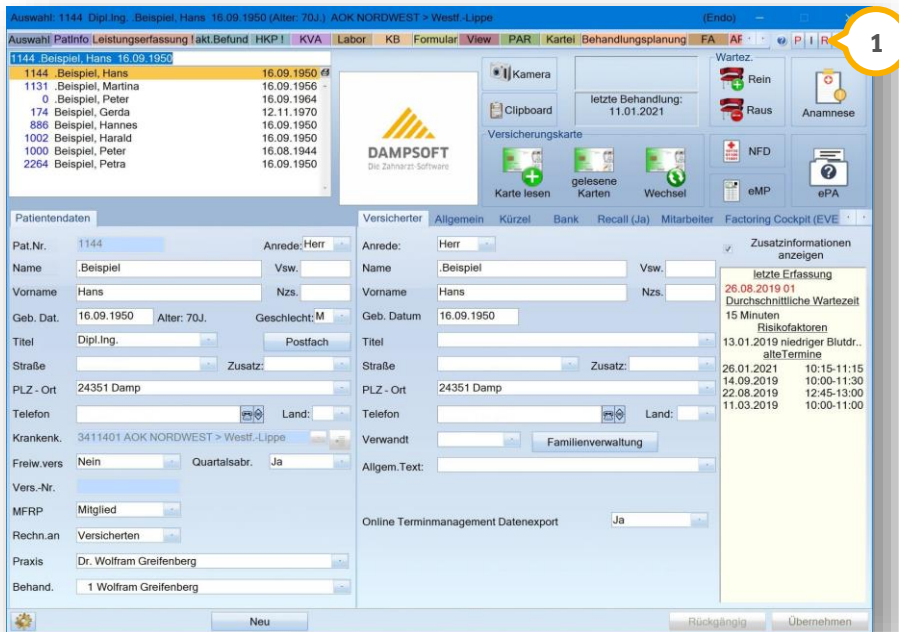 Auswahl: 1144 Dipl.Ing. .Beispiel, Hans 16.09.1950 (Alter: 70J.) AOK NORDWEST > Westf.-Lippe (Endo)
Auswahl PatInfo Leistungserfassung !akt.Befund HKP ! KVA Labor KB Formular View PAR Kartei Behandlungsplanung FA AF P I R
1
1144 .Beispiel, Hans 16.09.1950
1144 .Beispiel, Hans 16.09.1950
1131 .Beispiel, Martina 16.09.1956
0 .Beispiel, Peter 16.09.1964
174 Beispiel, Gerda 12.11.1970
886 Beispiel, Hannes 16.09.1950
1002 Beispiel, Harald 16.09.1950
1000 Beispiel, Peter 16.08.1944
2264 Beispiel, Petra 16.09.1950
DAMPSOFT
Die Zahnarzt-Software
Kamera
Clipboard
letzte Behandlung:
11.01.2021
Wartez.
Rein
Raus
Anamnese
Versicherungskarte
Karte lesen
gelesene
Karten
Wechsel
NFD
eMP
ePA
Patientendaten
Pat.Nr. 1144 Anrede: Herr
Name .Beispiel Vsw.
Vorname Hans Nzs.
Geb. Dat. 16.09.1950 Alter: 70J. Geschlecht: M
Titel Dipl.Ing. Postfach
Straße Zusatz:
PLZ - Ort 24351 Damp
Telefon Land:
Krankenk. 3411401 AOK NORDWEST > Westf.-Lippe
Freiw.vers Nein Quartalsabr. Ja
Vers.-Nr.
MFRP Mitglied
Rechn.an Versicherten
Praxis Dr. Wolfram Greifenberg
Behand. 1 Wolfram Greifenberg
Versicherter Allgemein Kürzel Bank Recall (Ja) Mitarbeiter Factoring Cockpit (EVE
Anrede: Herr
Name .Beispiel Vsw.
Vorname Hans Nzs.
Geb. Datum 16.09.1950
Titel
Straße Zusatz:
PLZ - Ort 24351 Damp
Telefon Land:
Verwandt Familienverwaltung
Allgem.Text:
Online Terminmanagement Datenexport Ja
Zusatzinformationen
anzeigen
letzte Erfassung
26.08.2019 01
Durchschnittliche Wartezeit
15 Minuten
Risikofaktoren
13.01.2019 niedriger Blutdr..
alteTermine
26.01.2021 10:15-11:15
14.09.2019 10:00-11:30
22.08.2019 12:45-13:00
11.03.2019 10:00-11:00
Neu
Rückgängig
Übernehmen